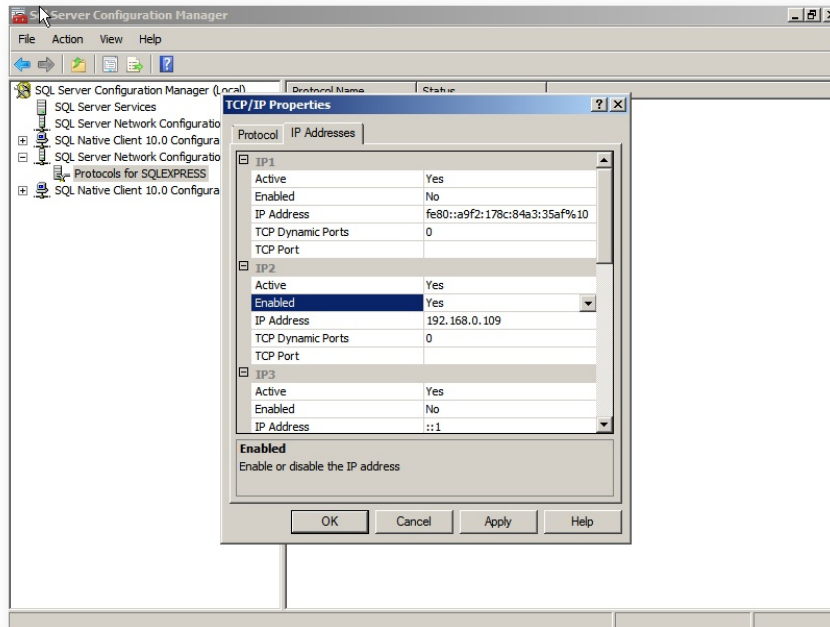 SQL Server Configuration Manager
File Action View Help
SQL Server Configuration Manager (Local)
SQL Server Services
SQL Server Network Configuratio
SQL Native Client 10.0 Configura
SQL Server Network Configuratio
Protocols for SQLEXPRESS
SQL Native Client 10.0 Configura
Protocol Name Status
TCP/IP Properties
Protocol IP Addresses
IP1
Active Yes
Enabled No
IP Address fe80::a9f2:178c:84a3:35af%10
TCP Dynamic Ports 0
TCP Port
IP2
Active Yes
Enabled Yes
IP Address 192.168.0.109
TCP Dynamic Ports 0
TCP Port
IP3
Active Yes
Enabled No
IP Address ::1
Enabled
Enable or disable the IP address
OK Cancel Apply Help